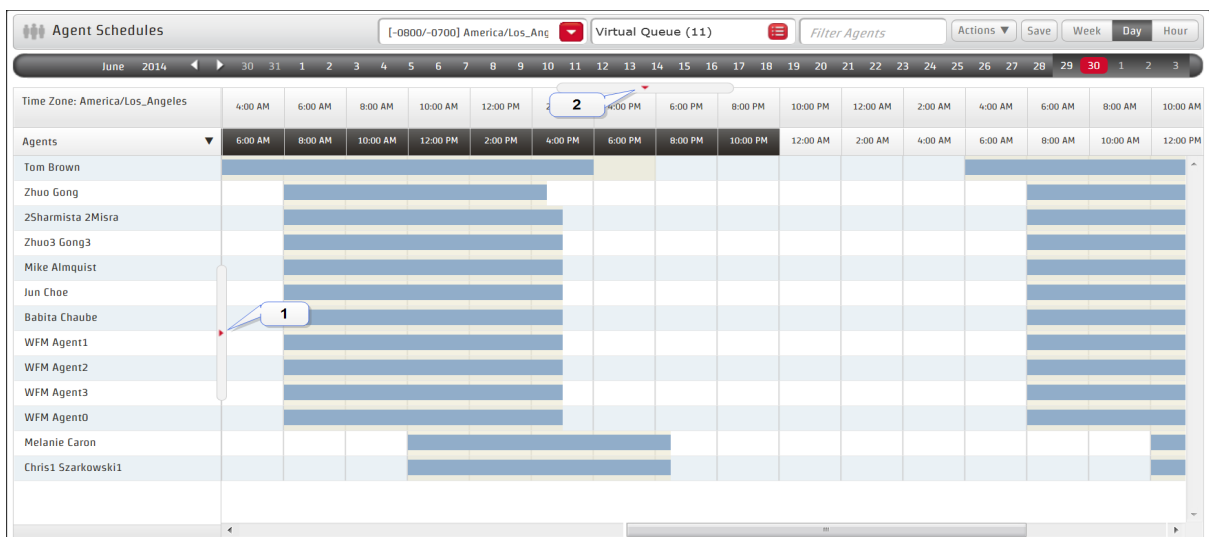 Agent Schedules [-0800/-0700] America/Los_Ang Virtual Queue (11) Filter Agents Actions ▼ Save Week Day Hour
June 2014 30 31 1 2 3 4 5 6 7 8 9 10 11 12 13 14 15 16 17 18 19 20 21 22 23 24 25 26 27 28 29 30 1 2 3
Time Zone: America/Los_Angeles 4:00 AM 6:00 AM 8:00 AM 10:00 AM 12:00 PM 2 2 4:00 PM 6:00 PM 8:00 PM 10:00 PM 12:00 AM 2:00 AM 4:00 AM 6:00 AM 8:00 AM 10:00 AM
Agents ▼ 6:00 AM 8:00 AM 10:00 AM 12:00 PM 2:00 PM 4:00 PM 6:00 PM 8:00 PM 10:00 PM 12:00 AM 2:00 AM 4:00 AM 6:00 AM 8:00 AM 10:00 AM 12:00 PM
Tom Brown
Zhuo Gong
2Sharmista 2Misra
Zhuo3 Gong3
Mike Almquist
Jun Choe
Babita Chaube 1
WFM Agent1
WFM Agent2
WFM Agent3
WFM Agent0
Melanie Caron
Chris1 Szarkowski1